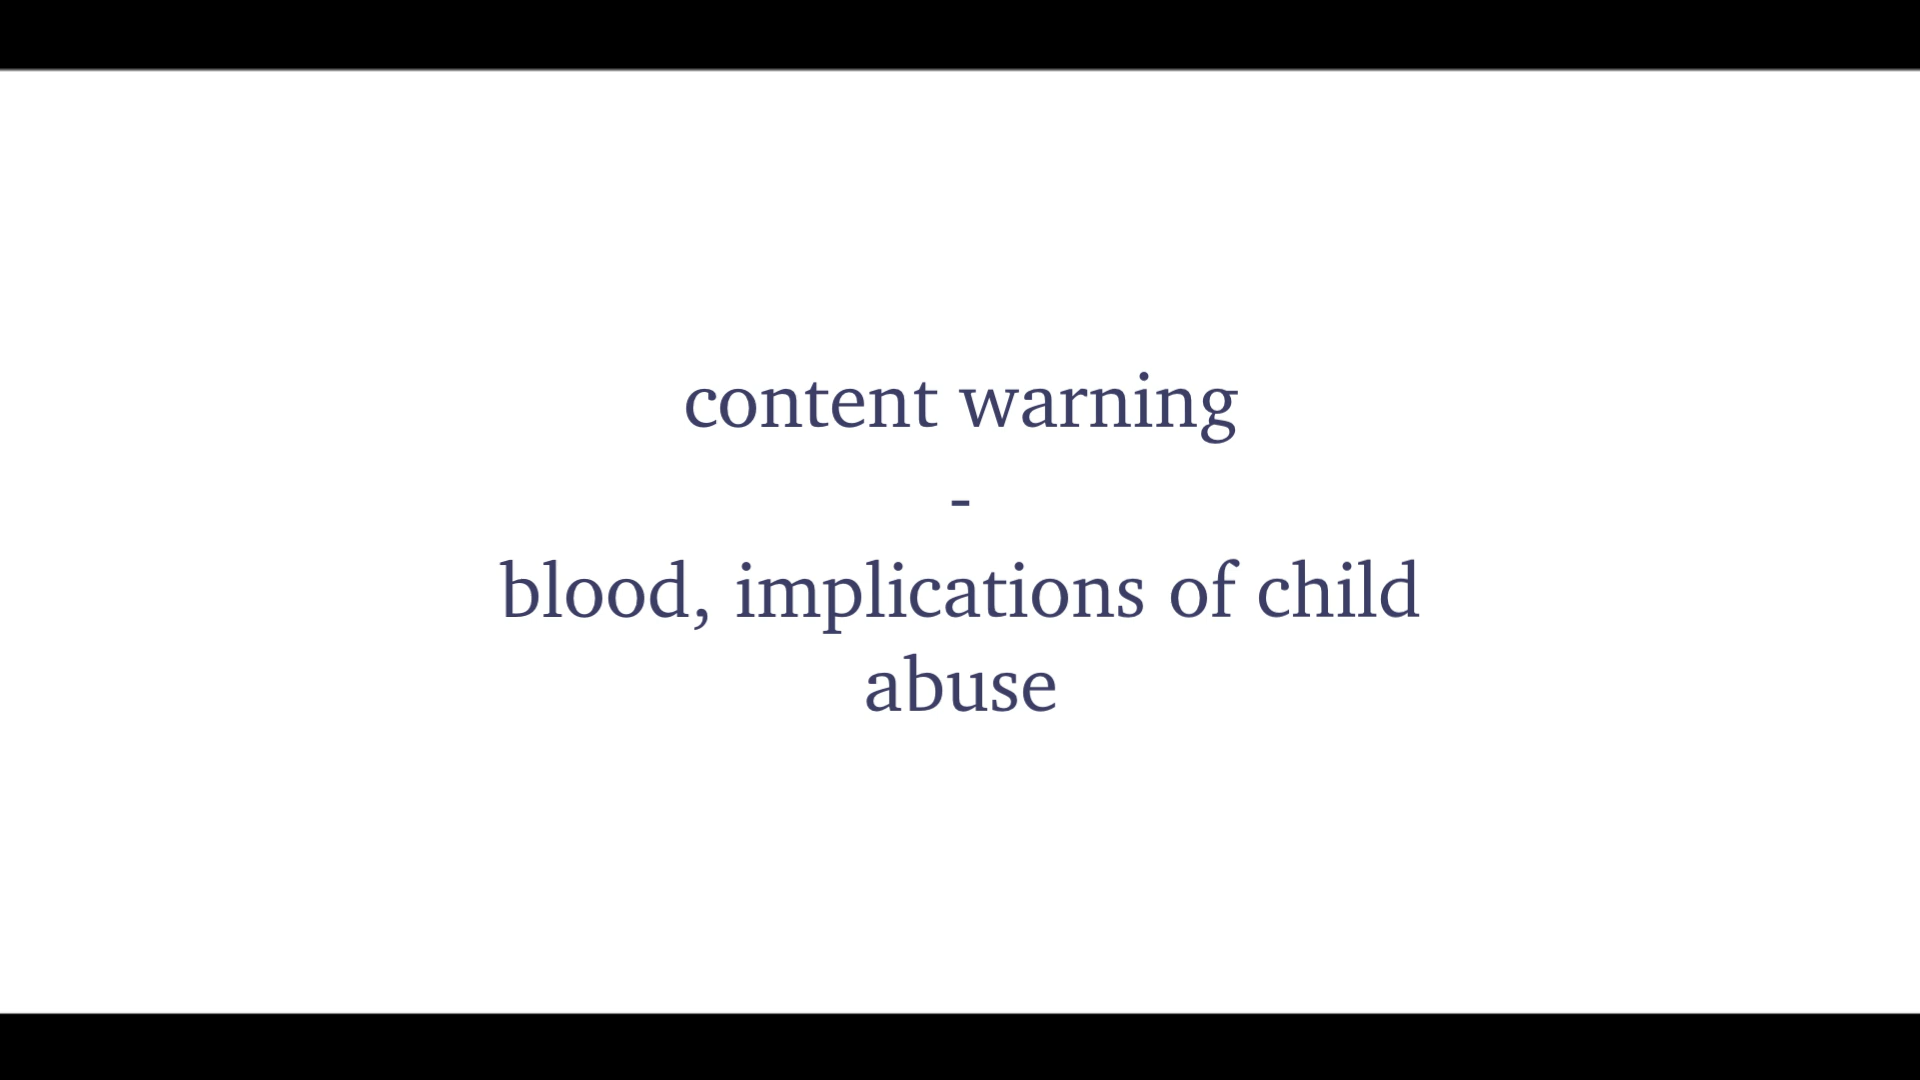 content warning
-
blood, implications of child
abuse